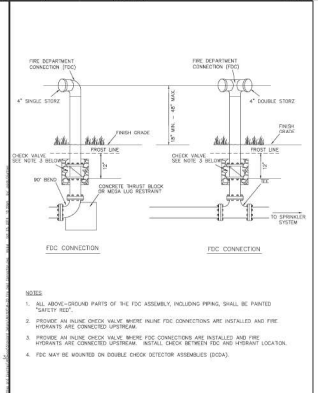 FIRE DEPARTMENT
CONNECTION (FDC)
4" SINGLE STORZ
18" MIN. - 48" MAX.
FINISH GRADE
FROST LINE
CHECK VALVE
SEE NOTE 3 BELOW
12"
90° BEND
CONCRETE THRUST BLOCK
OR MEGA LUG RESTRAINT
FDC CONNECTION
FIRE DEPARTMENT
CONNECTION (FDC)
4" DOUBLE STORZ
FINISH
GRADE
FROST LINE
CHECK VALVE
SEE NOTE 3 BELOW
12"
TEE
TO SPRINKLER
SYSTEM
FDC CONNECTION
NOTES
1. ALL ABOVE-GROUND PARTS OF THE FDC ASSEMBLY, INCLUDING PIPING, SHALL BE PAINTED
"SAFETY RED".
2. PROVIDE AN INLINE CHECK VALVE WHERE INLINE FDC CONNECTIONS ARE INSTALLED AND FIRE
HYDRANTS ARE CONNECTED UPSTREAM.
3. PROVIDE AN INLINE CHECK VALVE WHERE FDC CONNECTIONS ARE INSTALLED AND FIRE
HYDRANTS ARE CONNECTED UPSTREAM. INSTALL CHECK BETWEEN FDC AND HYDRANT LOCATION.
4. FDC MAY BE MOUNTED ON DOUBLE CHECK DETECTOR ASSEMBLIES (DCDA).